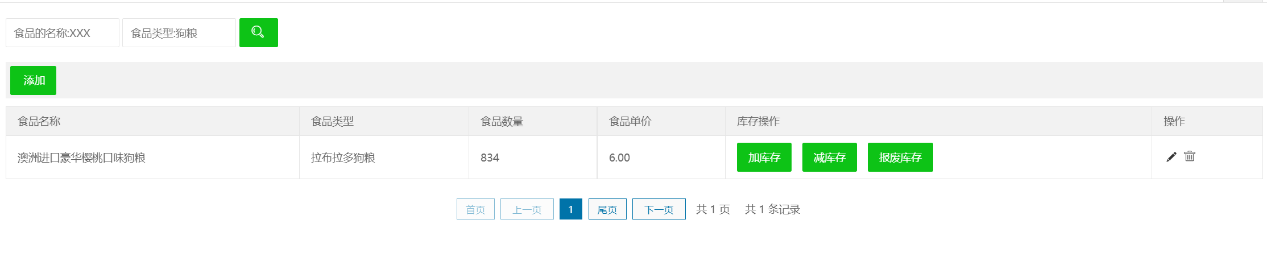 食品的名称:XXX 食品类型:狗粮
添加
食品名称 食品类型 食品数量 食品单价 库存操作 操作
澳洲进口豪华樱桃口味狗粮 拉布拉多狗粮 834 6.00 加库存 减库存 报废库存
首页 上一页 1 尾页 下一页 共 1 页 共 1 条记录